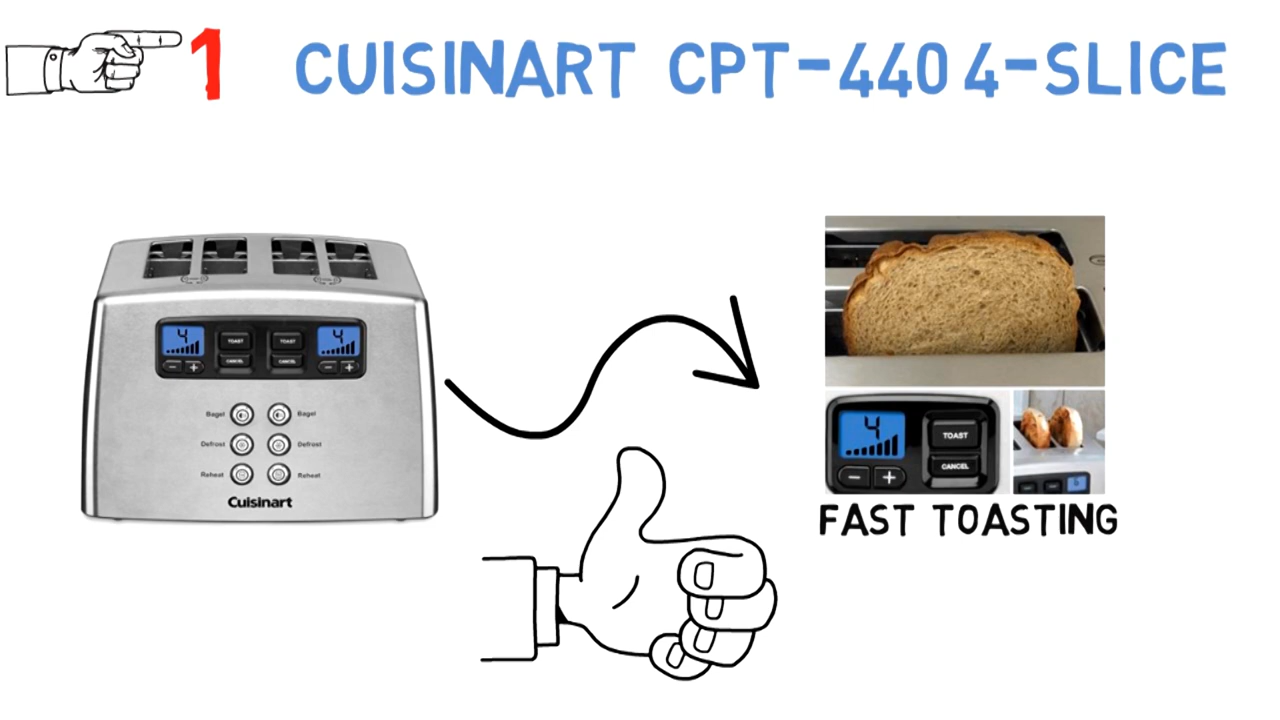 1 CUISINART CPT-440 4-SLICE
4 TOAST TOAST 4
- + CANCEL CANCEL - +
Bagel Bagel
Defrost Defrost
Reheat Reheat
Cuisinart
4 TOAST
- + CANCEL
FAST TOASTING